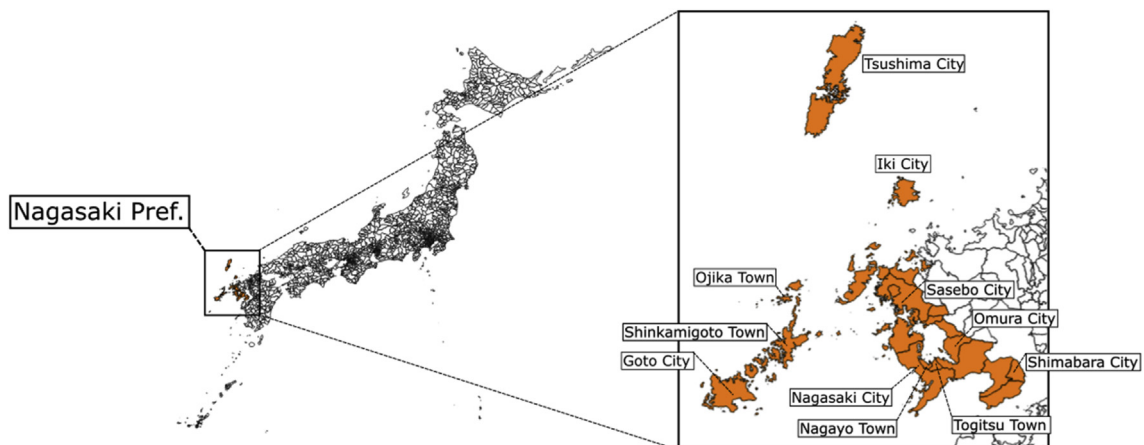 Nagasaki Pref.
Tsushima City
Iki City
Ojika Town
Sasebo City
Omura City
Shinkamigoto Town
Goto City
Shimabara City
Nagasaki City
Nagayo Town
Togitsu Town